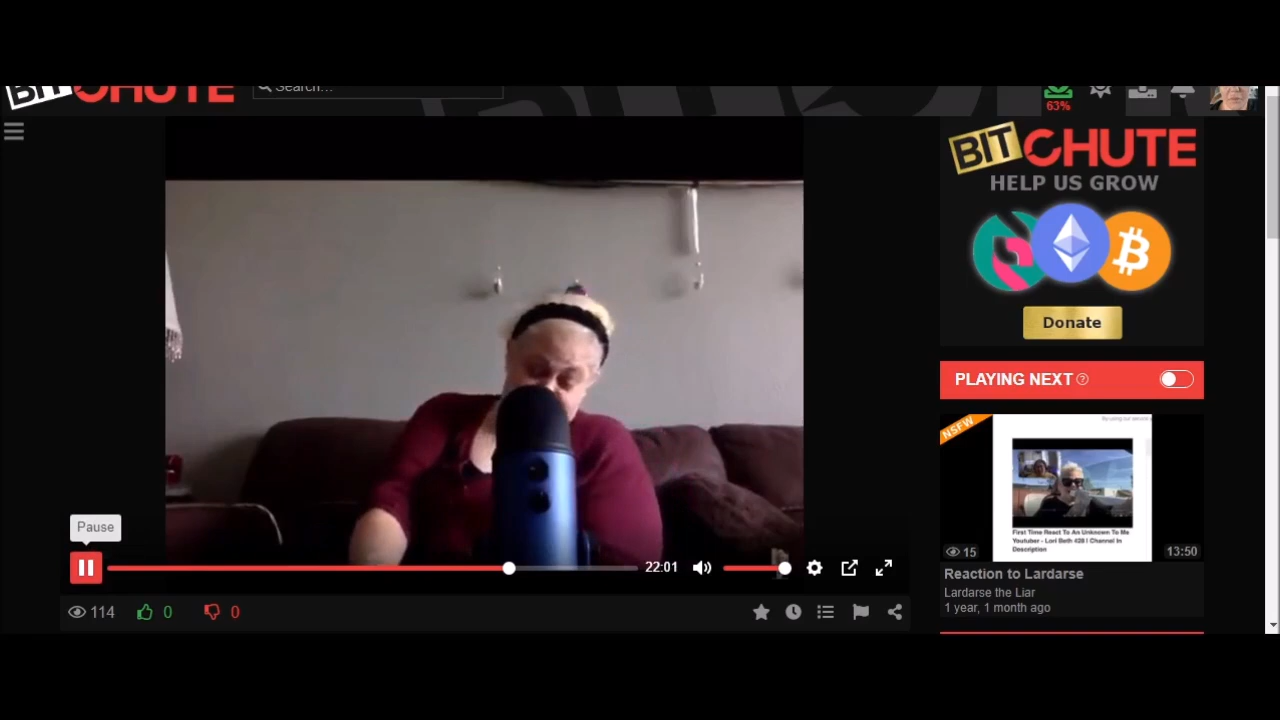 BITCHUTE
Search...
63%
BITCHUTE
HELP US GROW
Donate
PLAYING NEXT
NSFW
First Time React To An Unknown To Me
Youtuber - Lori Beth #28 | Channel In
Description
15
13:50
Reaction to Lardarse
Lardarse the Liar
1 year, 1 month ago
Pause
22:01
114
0
0